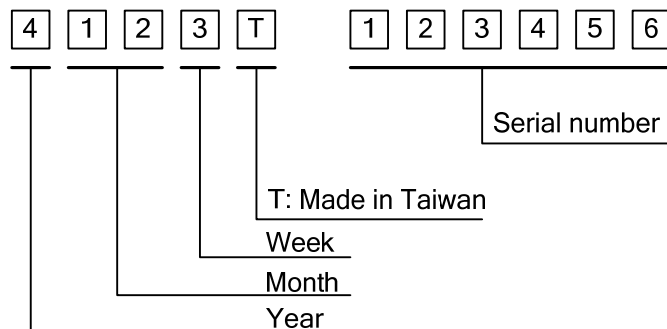 4 1 2 3 T 1 2 3 4 5 6
Serial number
T: Made in Taiwan
Week
Month
Year